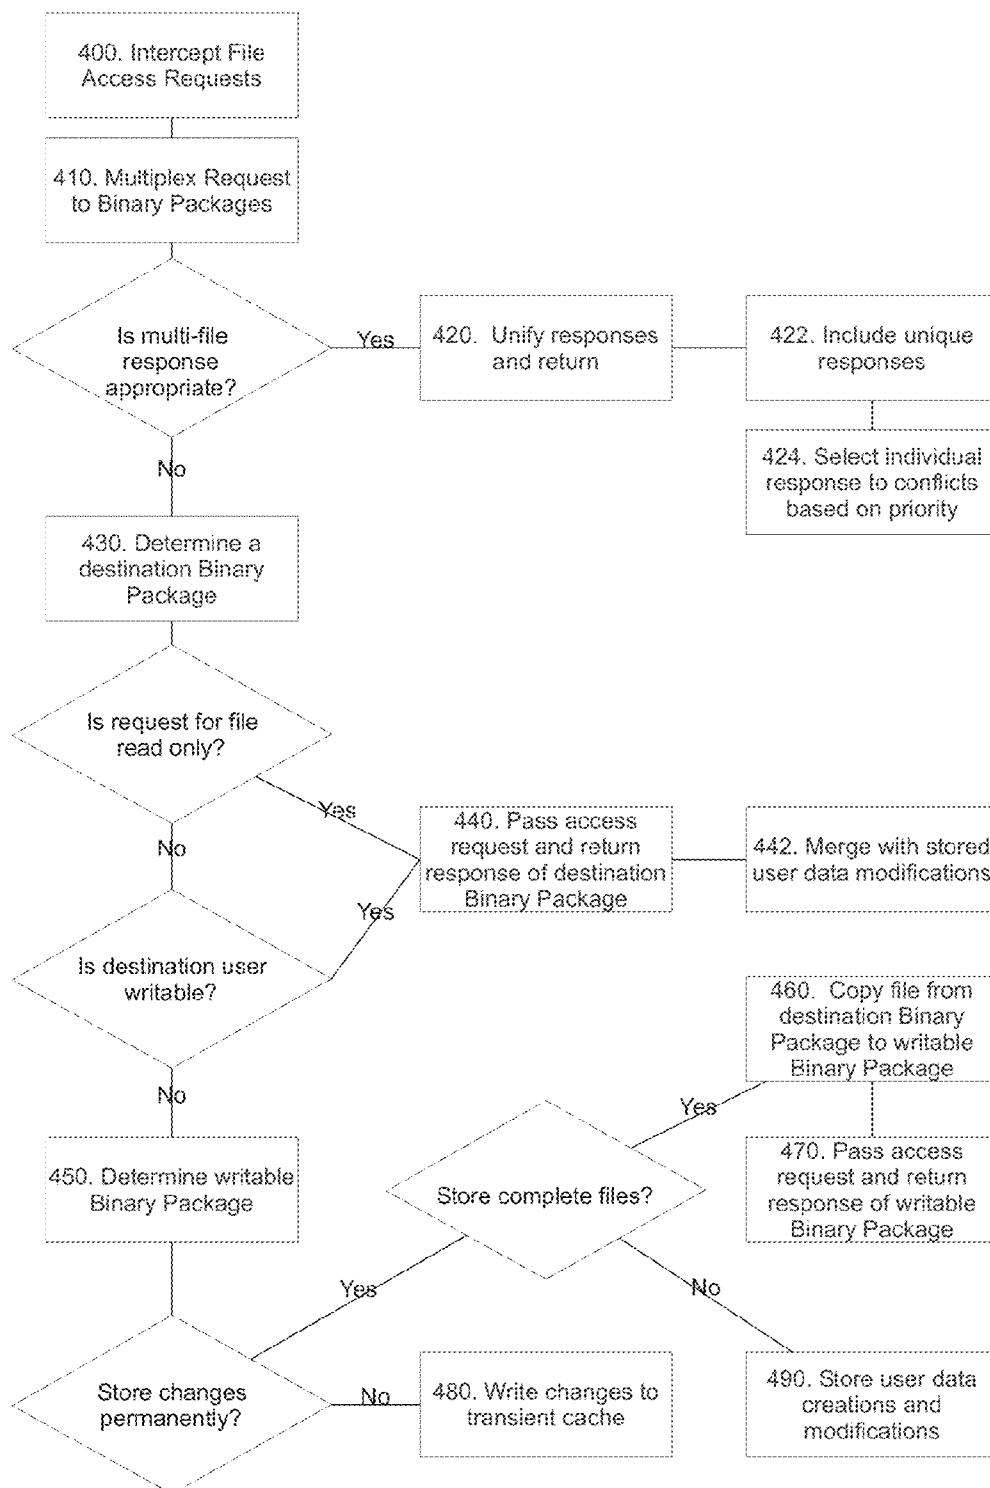 400. Intercept File
Access Requests
410. Multiplex Request
to Binary Packages
Is multi-file
response
appropriate?
Yes
420. Unify responses
and return
422. Include unique
responses
424. Select individual
response to conflicts
based on priority
No
430. Determine a
destination Binary
Package
Is request for file
read only?
Yes
No
440. Pass access
request and return
response of destination
Binary Package
442. Merge with stored
user data modifications
Yes
Is destination user
writable?
No
460. Copy file from
destination Binary
Package to writable
Binary Package
Yes
450. Determine writable
Binary Package
Store complete files?
470. Pass access
request and return
response of writable
Binary Package
Yes
No
Store changes
permanently?
No
480. Write changes to
transient cache
490. Store user data
creations and
modifications